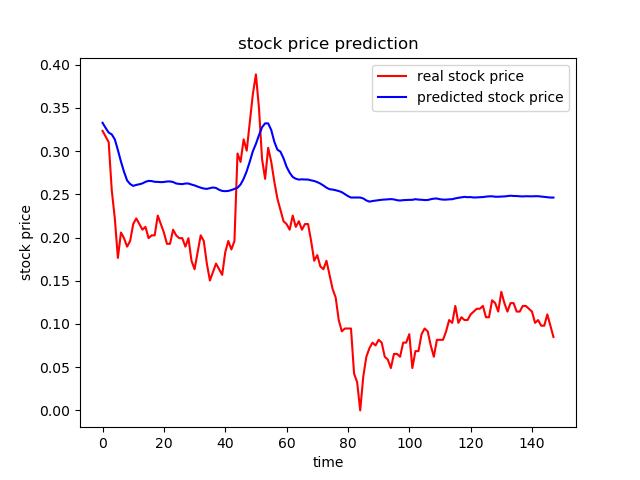 stock price prediction
real stock price
predicted stock price
stock price
0.40
0.35
0.30
0.25
0.20
0.15
0.10
0.05
0.00
0 20 40 60 80 100 120 140
time